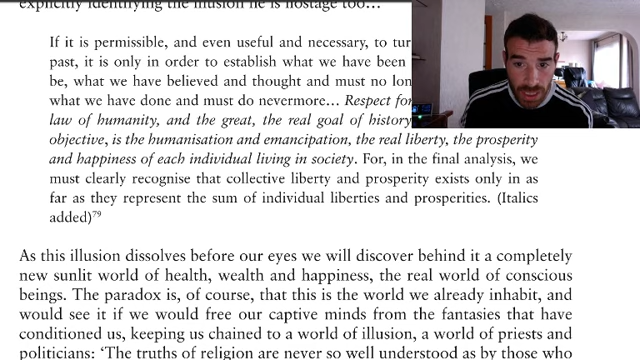 explicitly identifying the illusion he is hostage too…
If it is permissible, and even useful and necessary, to tur
past, it is only in order to establish what we have been
be, what we have believed and thought and must no lon
what we have done and must do nevermore… Respect for
law of humanity, and the great, the real goal of history
objective, is the humanisation and emancipation, the real liberty, the prosperity
and happiness of each individual living in society. For, in the final analysis, we
must clearly recognise that collective liberty and prosperity exists only in as
far as they represent the sum of individual liberties and prosperities. (Italics
added)79
As this illusion dissolves before our eyes we will discover behind it a completely
new sunlit world of health, wealth and happiness, the real world of conscious
beings. The paradox is, of course, that this is the world we already inhabit, and
would see it if we would free our captive minds from the fantasies that have
conditioned us, keeping us chained to a world of illusion, a world of priests and
politicians: ‘The truths of religion are never so well understood as by those who